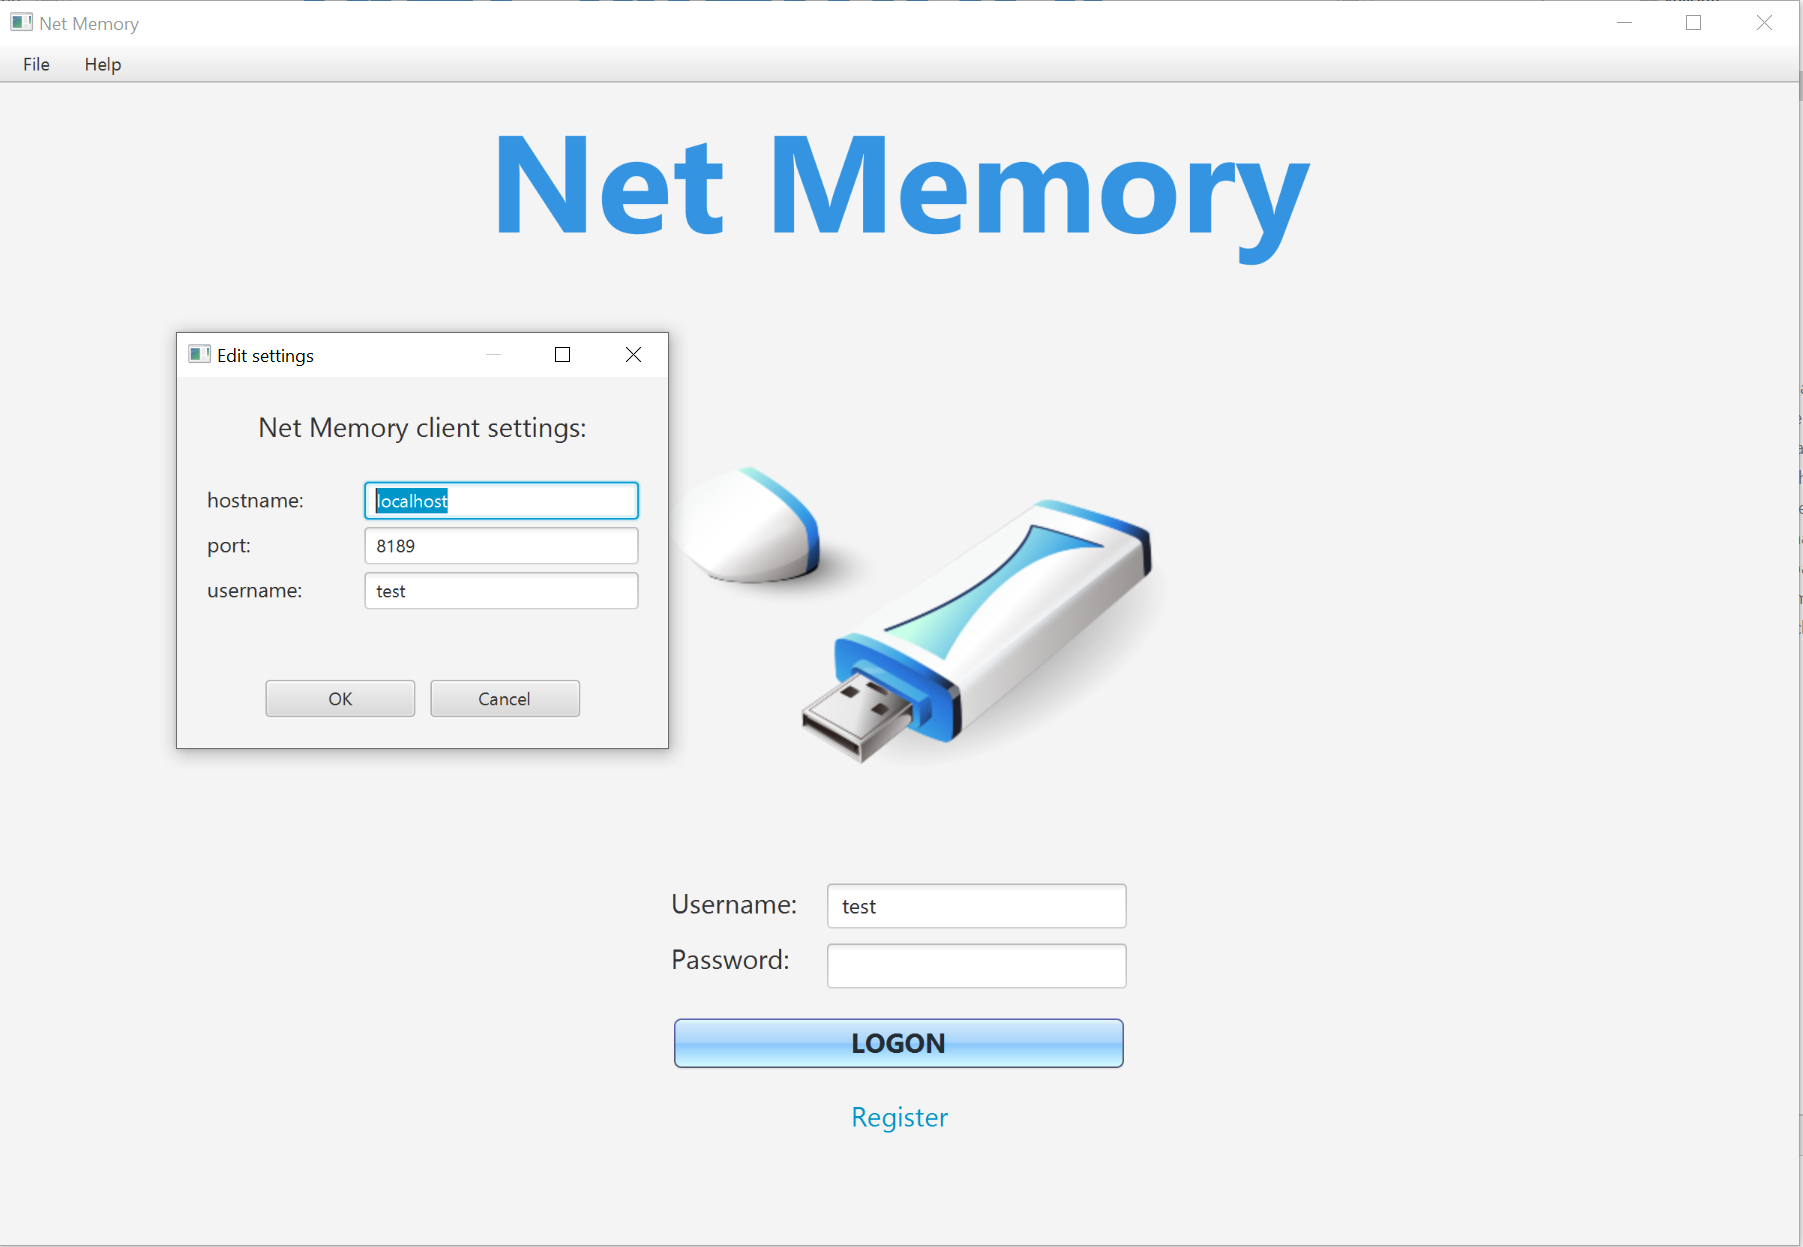 Net Memory
File Help
Net Memory
Edit settings
Net Memory client settings:
hostname: localhost
port: 8189
username: test
OK Cancel
Username: test
Password:
LOGON
Register